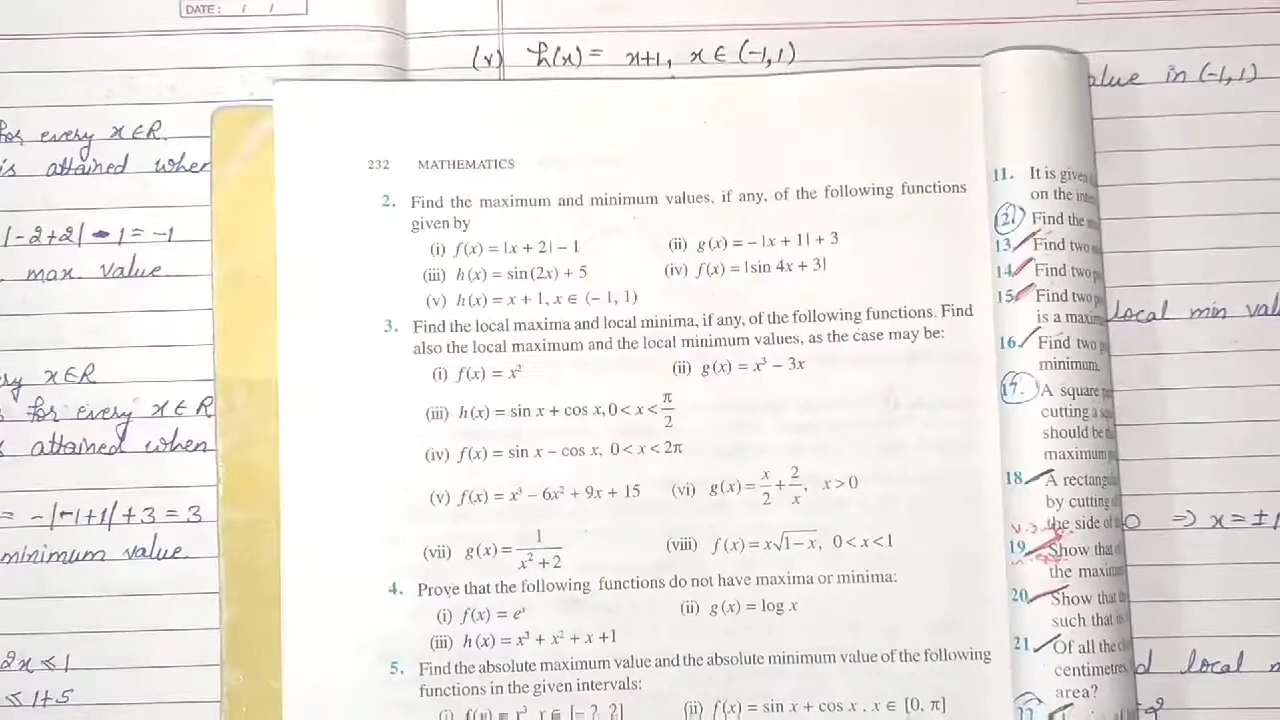 DATE: / /
(v) h(x) = x+1, x ∈ (-1,1)
value in (-1,1)
for every x ∈ R
is attained when
|-2+2| - 1 = -1
max. value
x ∈ R
for every x ∈ R
attained when
= -|-1+1| + 3 = 3
minimum value.
2x ≤ 1
≤ 1+5
232 MATHEMATICS
2. Find the maximum and minimum values, if any, of the following functions
given by
(i) f(x) = |x + 2| − 1 (ii) g(x) = − |x + 1| + 3
(iii) h(x) = sin(2x) + 5 (iv) f(x) = |sin 4x + 3|
(v) h(x) = x + 1, x ∈ (− 1, 1)
3. Find the local maxima and local minima, if any, of the following functions. Find
also the local maximum and the local minimum values, as the case may be:
(i) f(x) = x² (ii) g(x) = x³ − 3x
(iii) h(x) = sin x + cos x, 0 < x < π/2
(iv) f(x) = sin x − cos x, 0 < x < 2π
(v) f(x) = x³ − 6x² + 9x + 15 (vi) g(x) = x/2 + 2/x, x > 0
(vii) g(x) = 1/(x² + 2) (viii) f(x) = x√(1−x), 0 < x < 1
4. Prove that the following functions do not have maxima or minima:
(i) f(x) = eˣ (ii) g(x) = log x
(iii) h(x) = x³ + x² + x + 1
5. Find the absolute maximum value and the absolute minimum value of the following
functions in the given intervals:
(i) f(x) = x³, x ∈ [− 2, 2] (ii) f(x) = sin x + cos x , x ∈ [0, π]
11. It is given
on the
12. Find the
13. Find two
14. Find two
15. Find two
is a
16. Find two
minimum.
17. A square
cutting a
should be
maximum
18. A
by cutting
the side of
19. Show that
the
20. Show that
such that
21. Of all the
centimetres
area?
22.
local min
0 ⇒ x = ±
local